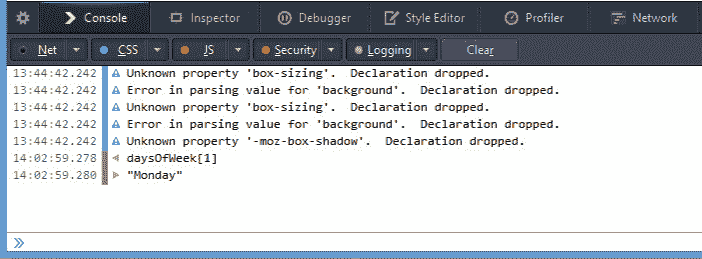 Console Inspector Debugger Style Editor Profiler Network
Net CSS JS Security Logging Clear
13:44:42.242 Unknown property 'box-sizing'. Declaration dropped.
13:44:42.242 Error in parsing value for 'background'. Declaration dropped.
13:44:42.242 Unknown property 'box-sizing'. Declaration dropped.
13:44:42.242 Error in parsing value for 'background'. Declaration dropped.
13:44:42.242 Unknown property '-moz-box-shadow'. Declaration dropped.
14:02:59.278 daysOfWeek[1]
14:02:59.280 "Monday"